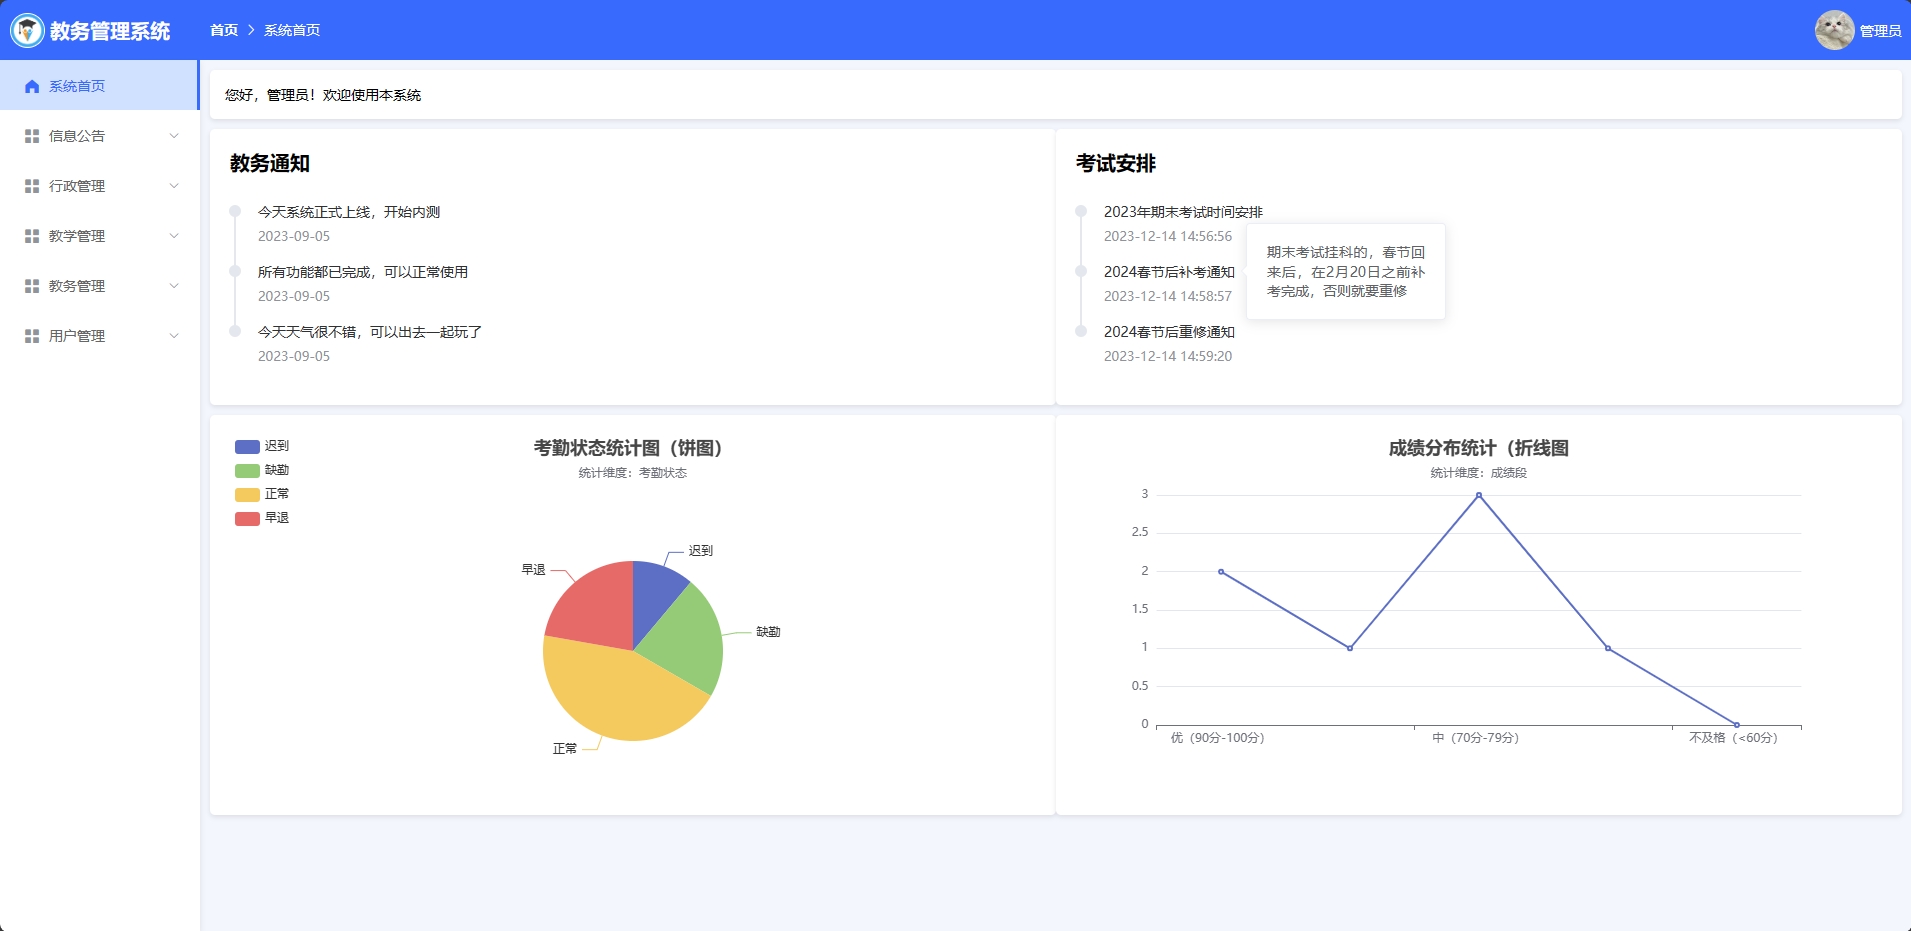 教务管理系统
首页 > 系统首页
管理员
系统首页
信息公告
行政管理
教学管理
教务管理
用户管理
您好，管理员！欢迎使用本系统
教务通知
今天系统正式上线，开始内测
2023-09-05
所有功能都已完成，可以正常使用
2023-09-05
今天天气很不错，可以出去一起玩了
2023-09-05
考试安排
2023年期末考试时间安排
2023-12-14 14:56:56
2024春节后补考通知
2023-12-14 14:58:57
2024春节后重修通知
2023-12-14 14:59:20
期末考试挂科的，春节回
来后，在2月20日之前补
考完成，否则就要重修
迟到
缺勤
正常
早退
考勤状态统计图（饼图）
统计维度：考勤状态
迟到
早退
缺勤
正常
成绩分布统计（折线图
统计维度：成绩段
3
2.5
2
1.5
1
0.5
0
优（90分-100分）
中（70分-79分）
不及格（<60分）